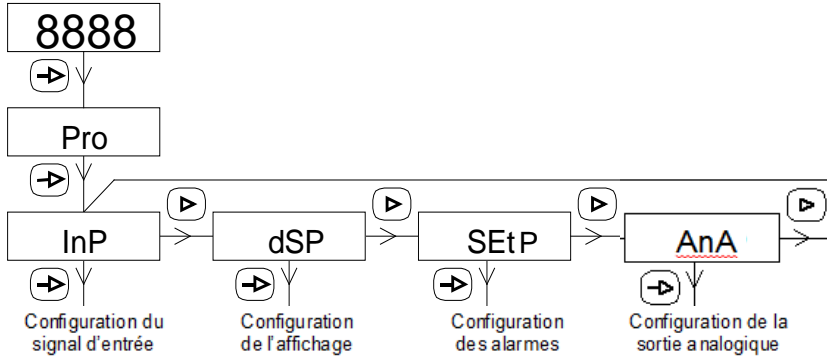 8888
Pro
InP
dSP
SEtP
AnA
Configuration du
signal d'entrée
Configuration
de l'affichage
Configuration
des alarmes
Configuration de la
sortie analogique